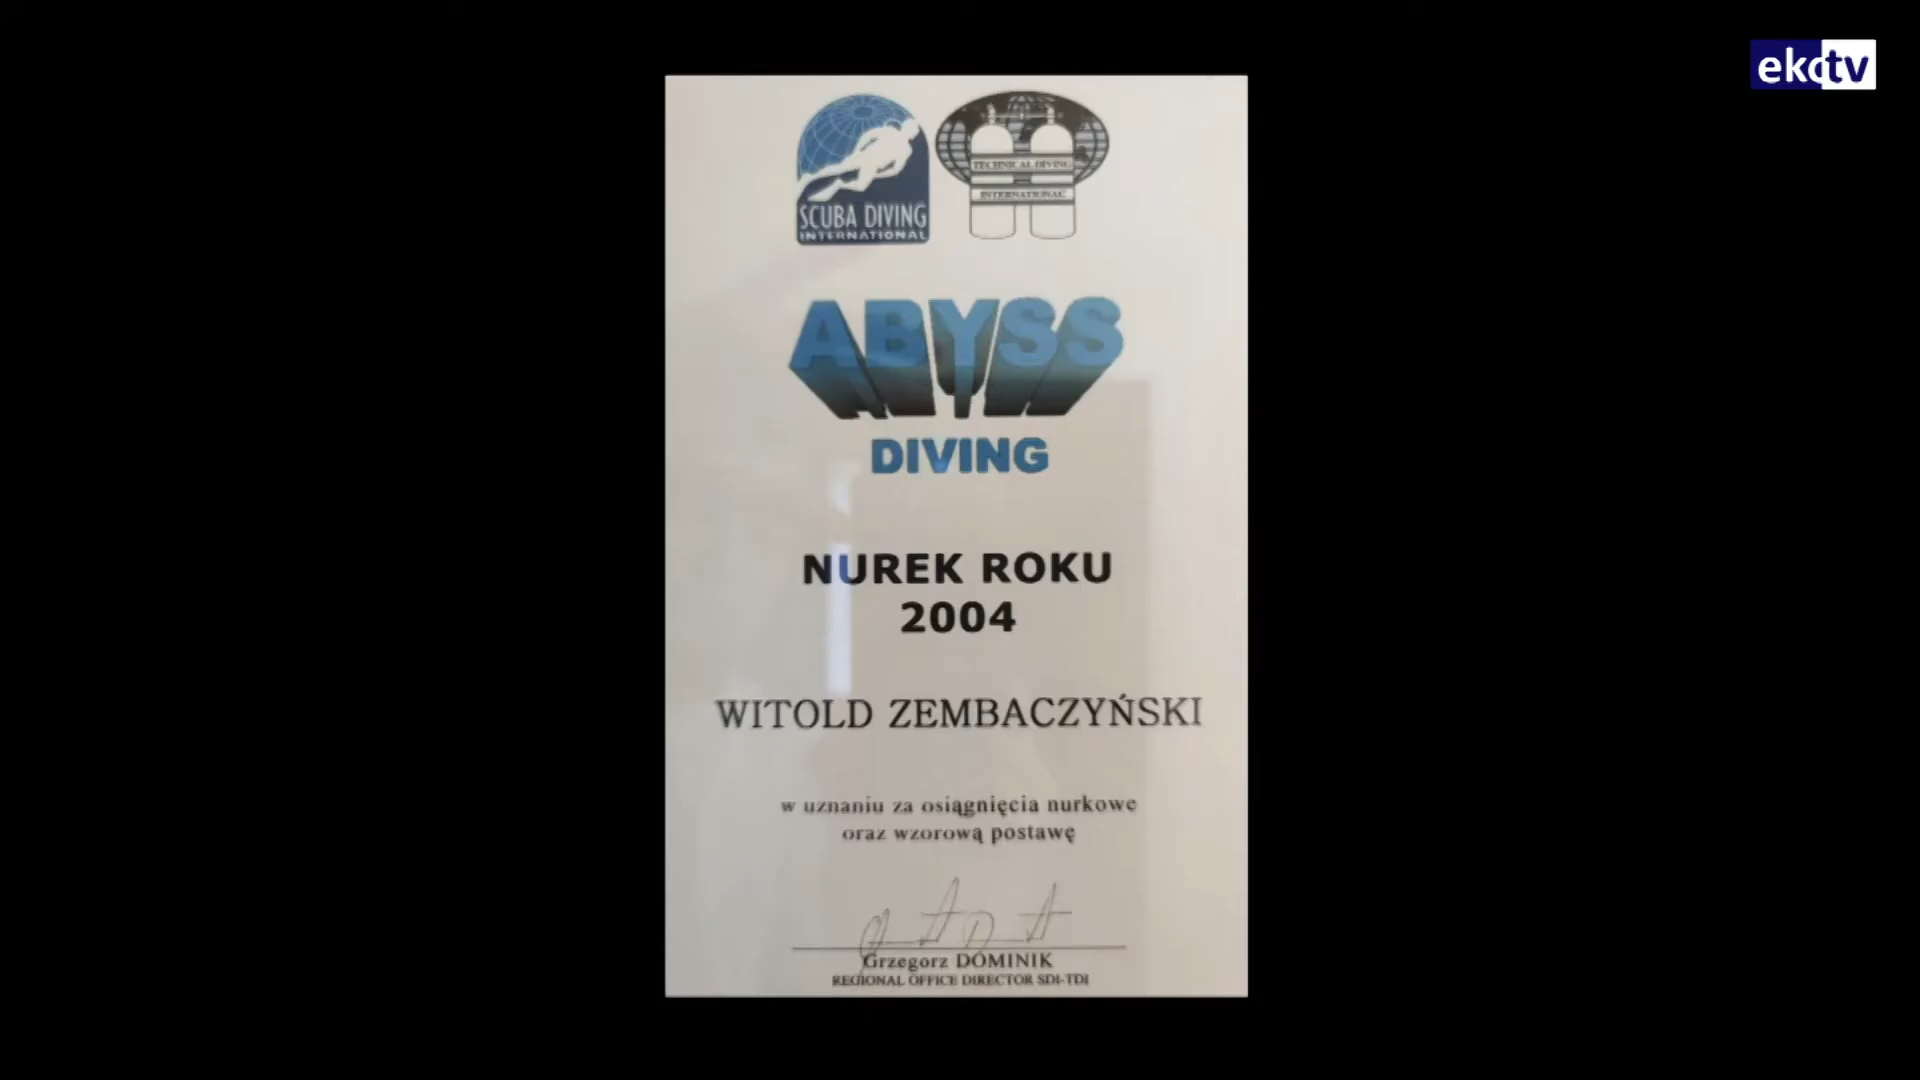 ekotv
SCUBA DIVING
INTERNATIONAL
TECHNICAL DIVING
INTERNATIONAL
ABYSS
DIVING
NUREK ROKU
2004
WITOLD ZEMBACZYŃSKI
w uznaniu za osiągnięcia nurkowe
oraz wzorową postawę
Grzegorz DOMINIK
REGIONAL OFFICE DIRECTOR SDI-TDI